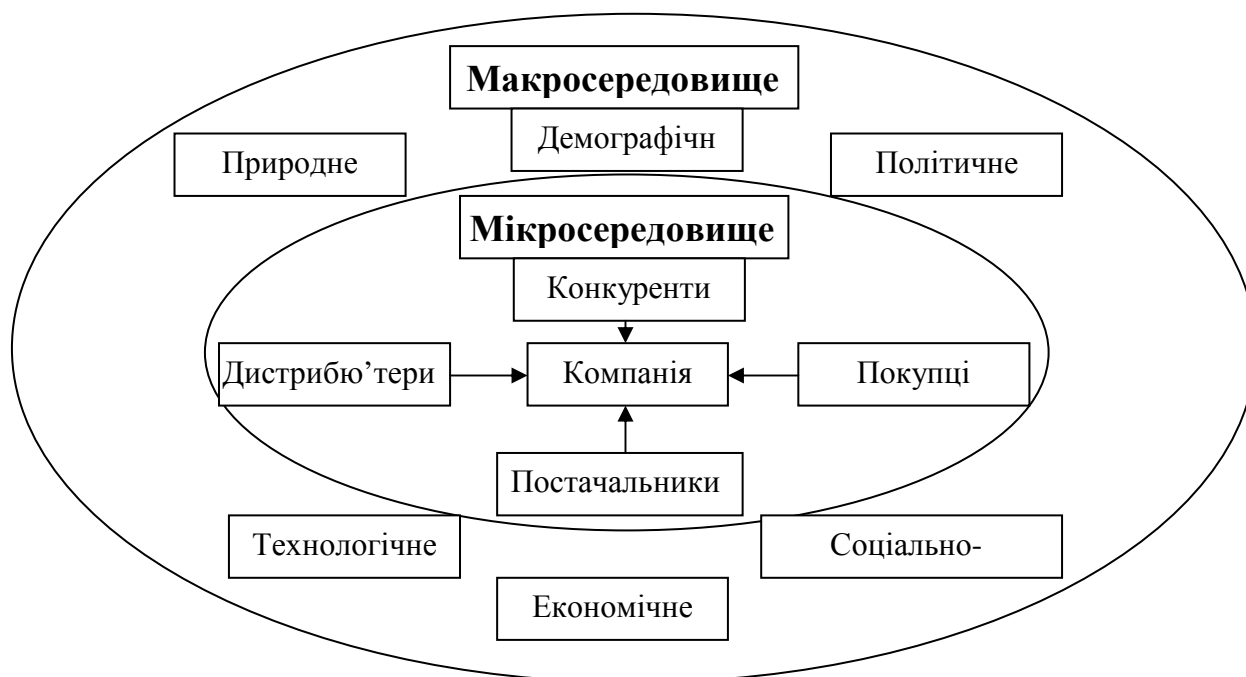 Макросередовище
Демографічн
Природне
Політичне
Мікросередовище
Конкуренти
Дистрибю’тери
Компанія
Покупці
Постачальники
Технологічне
Соціально-
Економічне